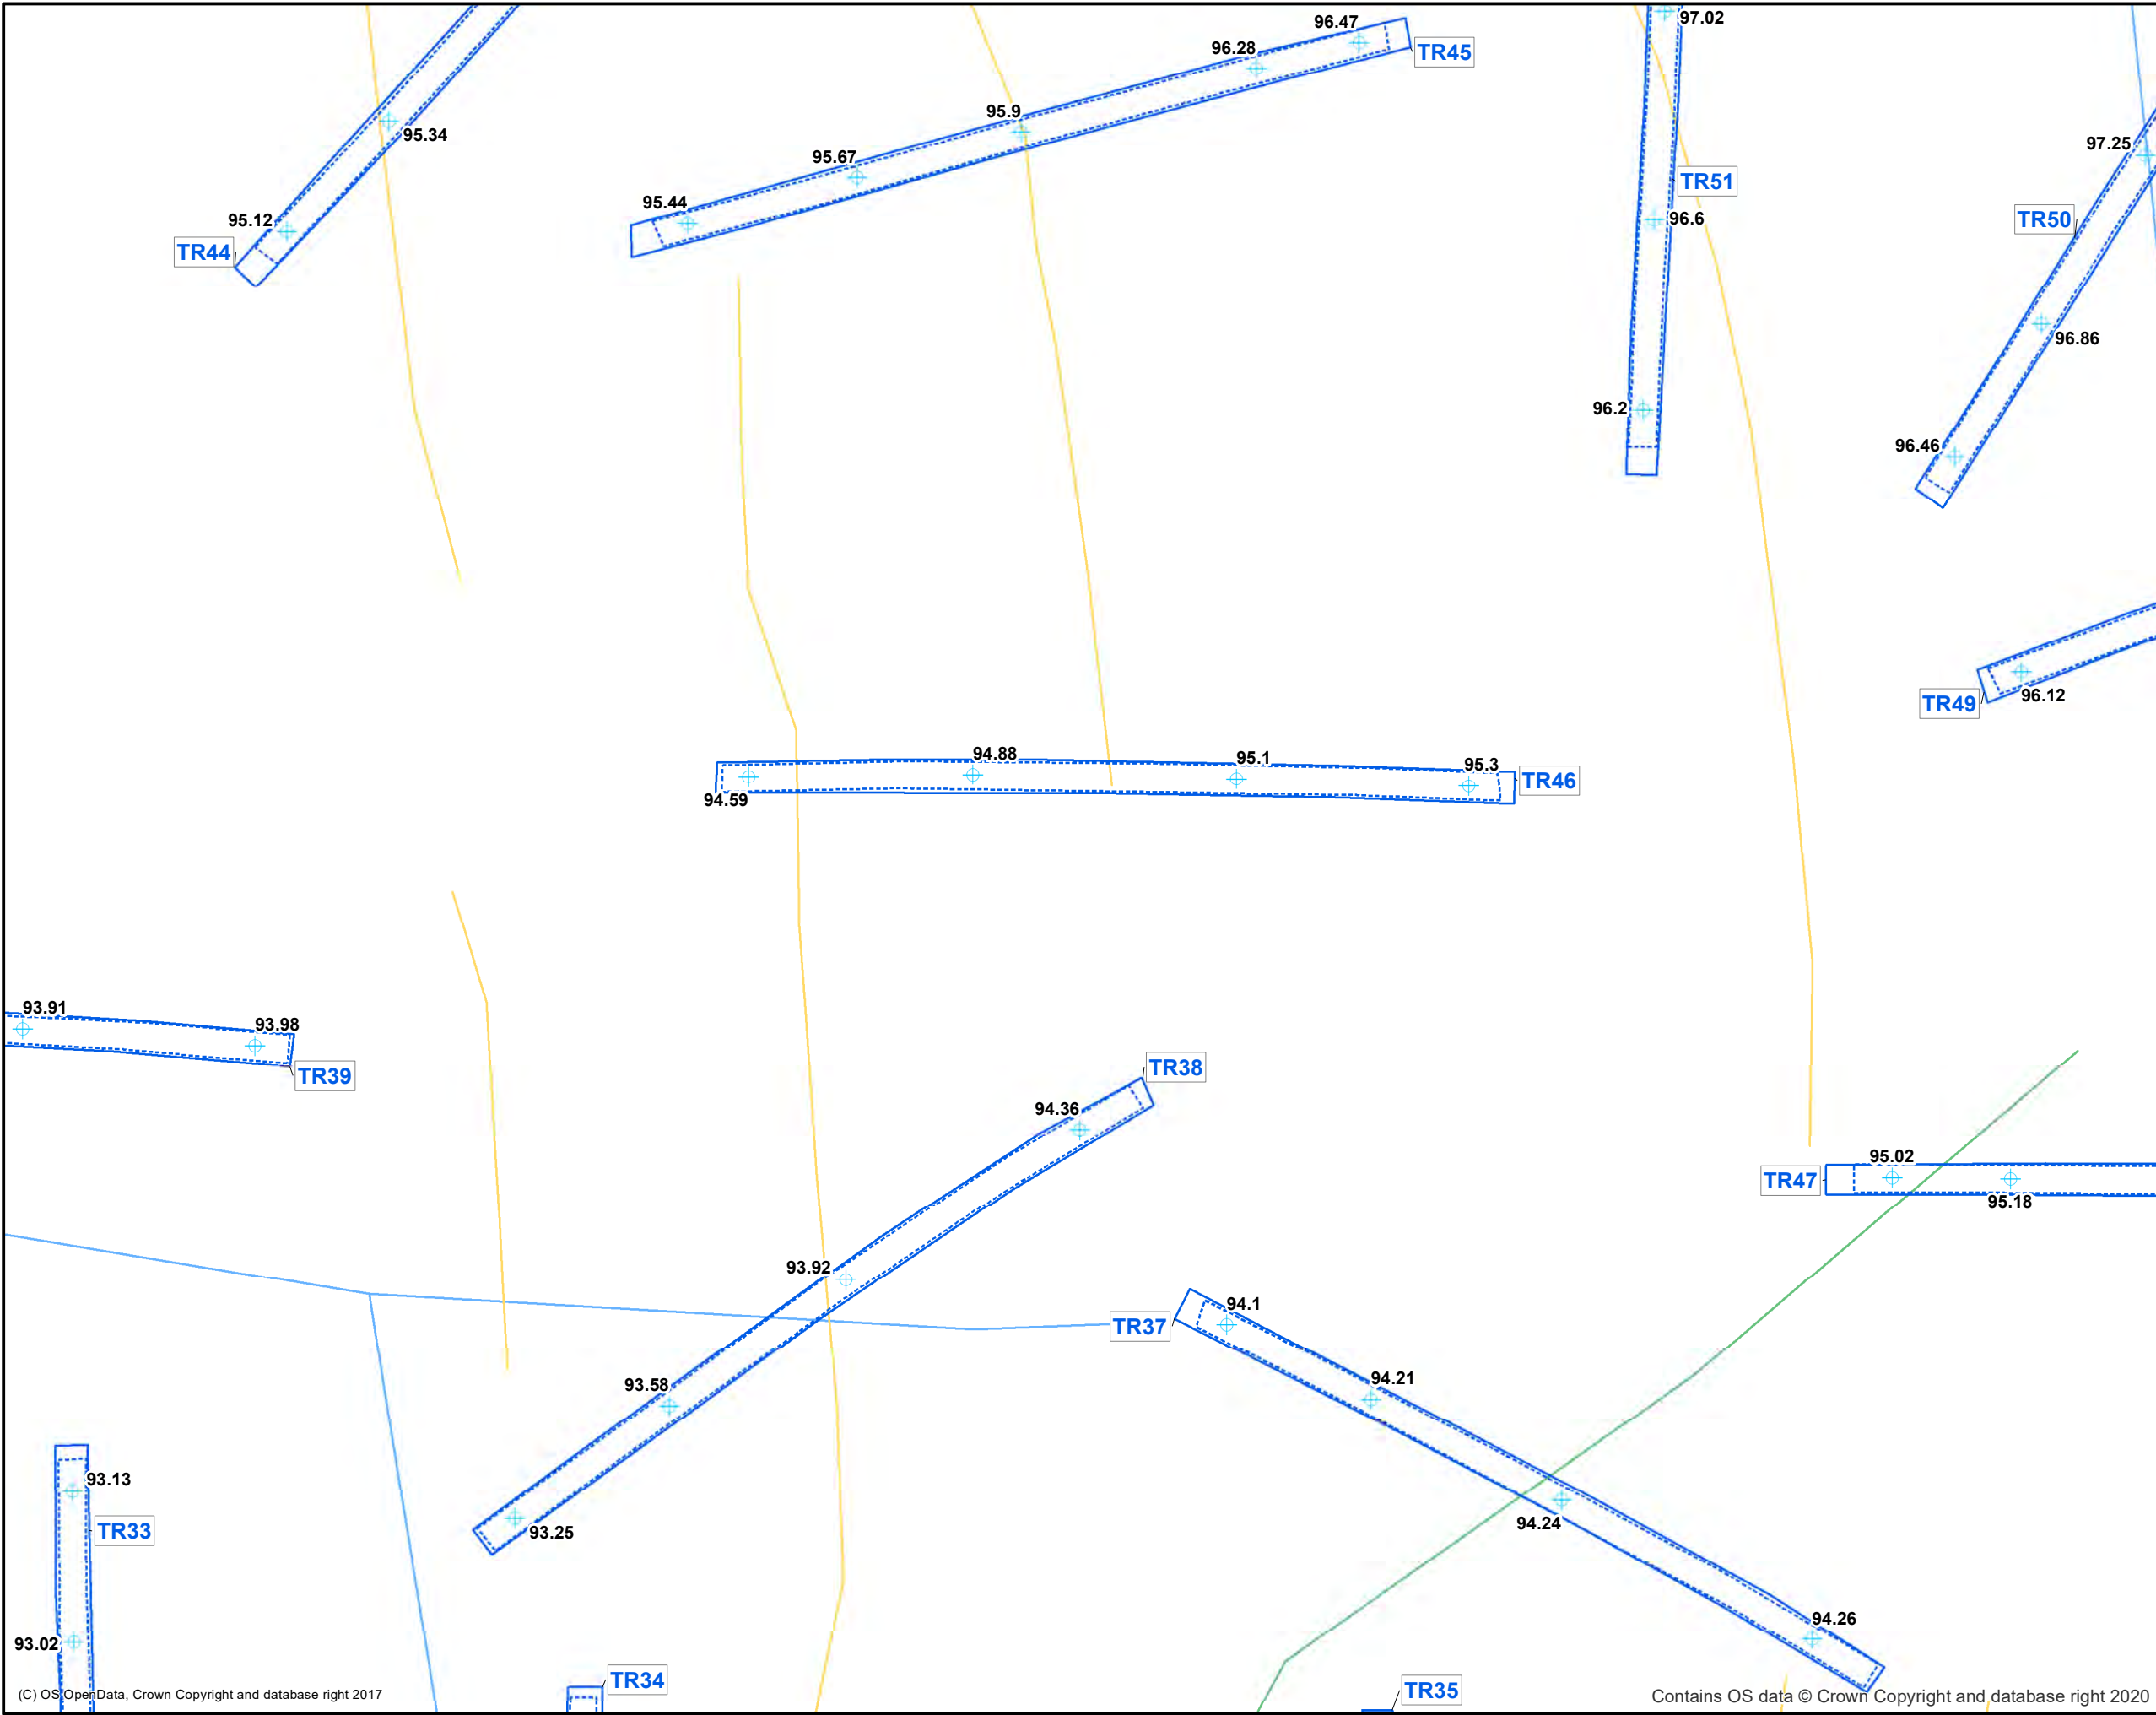 97.02
96.47
TR45
96.28
95.9
95.34
97.25
95.67
TR51
95.44
95.12
96.6
TR50
TR44
96.86
96.2
96.46
96.12
TR49
94.88
95.1
95.3
TR46
94.59
93.91
93.98
TR39
TR38
94.36
95.02
TR47
95.18
93.92
94.1
TR37
94.21
93.58
93.13
TR33
93.25
94.24
94.26
93.02
TR34
TR35
(C) OS OpenData, Crown Copyright and database right 2017
Contains OS data © Crown Copyright and database right 2020